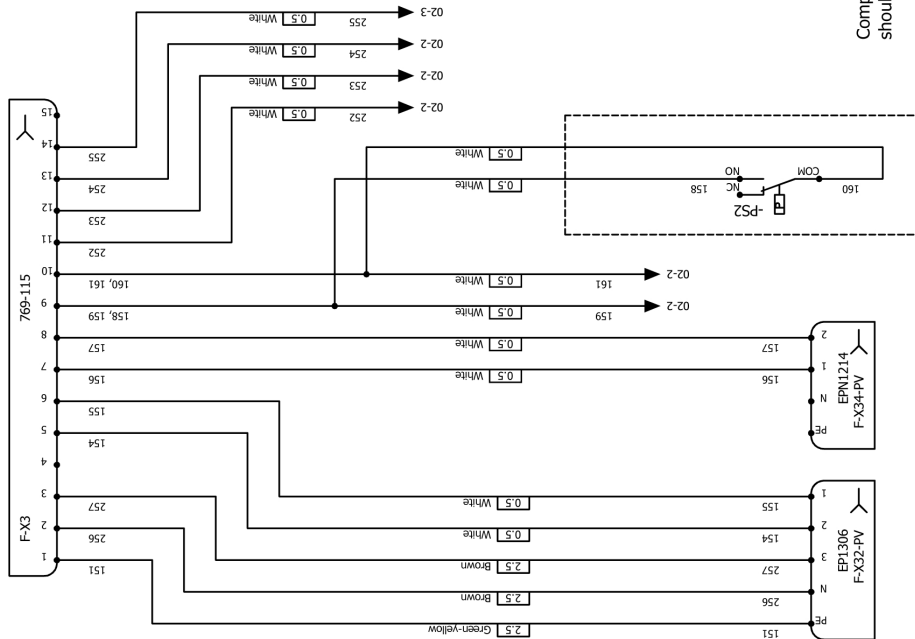 02-3
255
0.5
White
02-2
254
0.5
White
02-2
253
0.5
White
02-2
252
0.5
White
Comp
shoul
15
14
255
13
254
12
253
11
252
10
160, 161
9
158, 159
8
157
7
156
6
155
5
154
4
3
257
2
256
1
151
769-115
F-X3
0.5
White
0.5
White
NO
NC
COM
158
160
-PS2
P
02-2
161
0.5
White
02-2
159
0.5
White
157
0.5
White
156
0.5
White
2
1
N
PE
EPN1214
F-X34-PV
155
0.5
White
154
0.5
White
257
2.5
Brown
256
2.5
Brown
151
2.5
Green-yellow
1
2
3
N
PE
EP1306
F-X32-PV